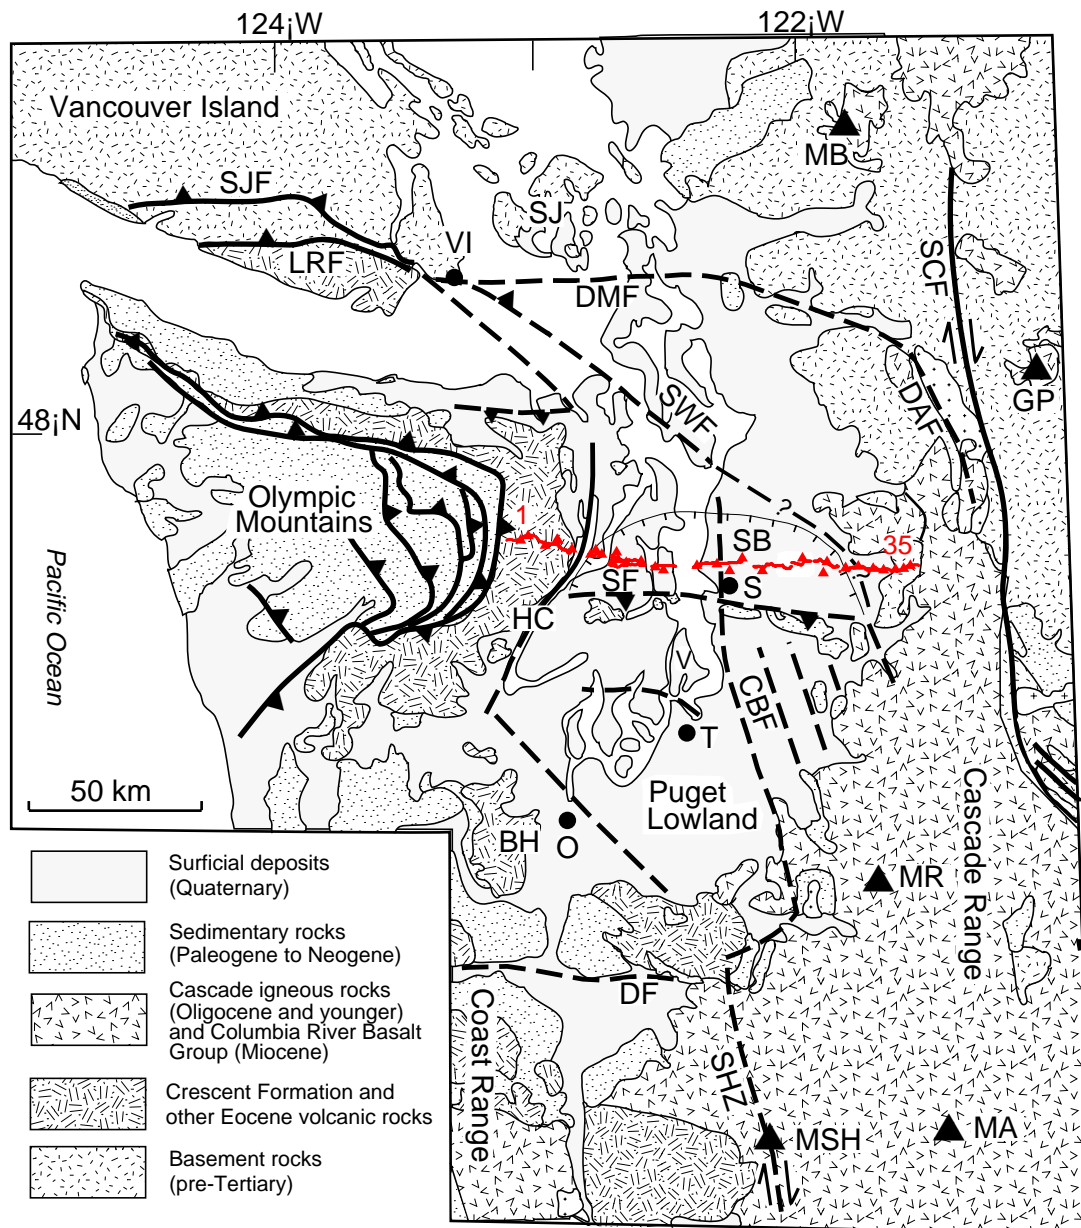 124¡W
122¡W
Vancouver Island
MB
SJF
SJ
VI
LRF
DMF
SCF
GP
DAF
SWF
48¡N
Olympic
Mountains
?
1
35
SB
SF
S
HC
Pacific Ocean
V
CBF
T
50 km
Puget
Lowland
Cascade Range
BH
O
MR
DF
Coast Range
SHZ
MSH
MA
Surficial deposits
(Quaternary)
Sedimentary rocks
(Paleogene to Neogene)
Cascade igneous rocks
(Oligocene and younger)
and Columbia River Basalt
Group (Miocene)
Crescent Formation and
other Eocene volcanic rocks
Basement rocks
(pre-Tertiary)